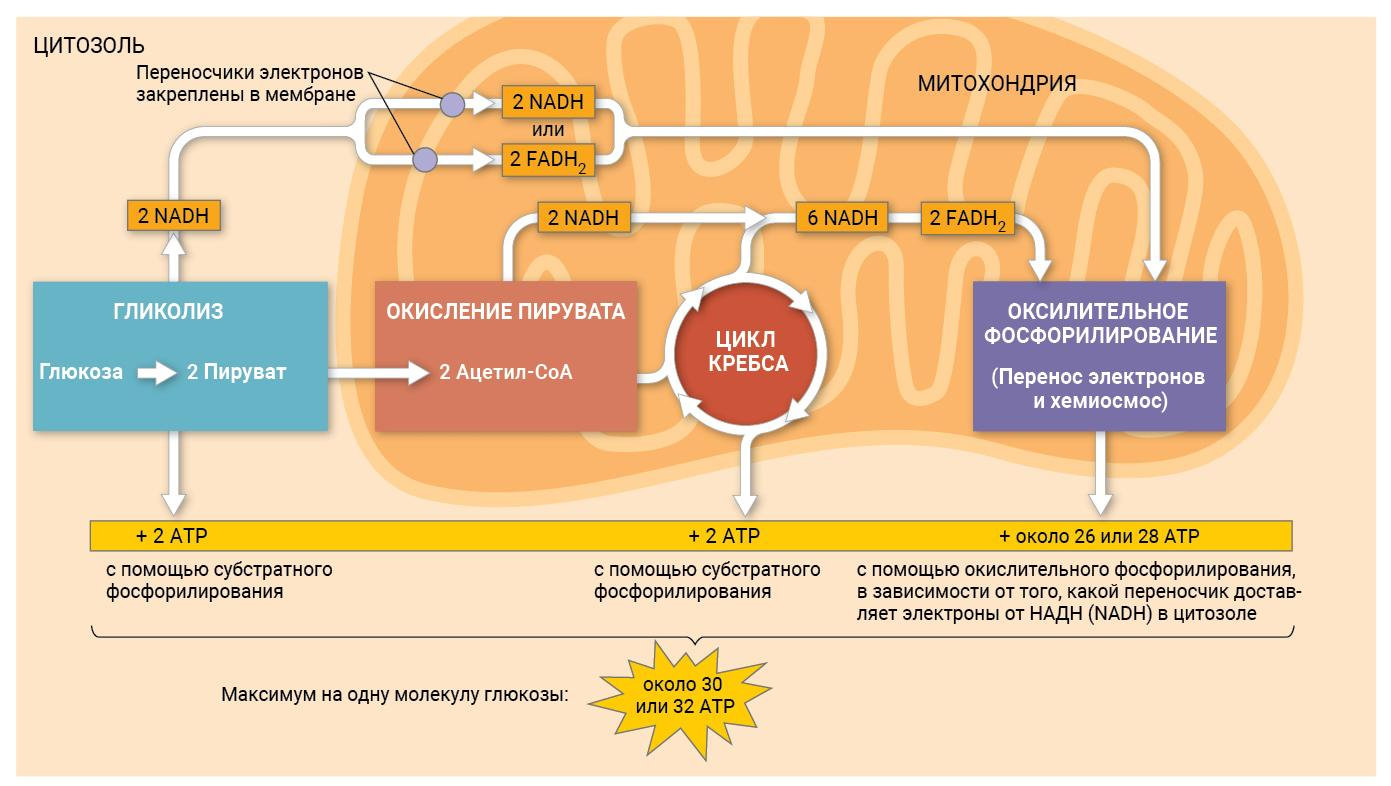 ЦИТОЗОЛЬ
Переносчики электронов
закреплены в мембране
МИТОХОНДРИЯ
2 NADH
или
2 FADH2
2 NADH
2 NADH
6 NADH
2 FADH2
ГЛИКОЛИЗ
Глюкоза
2 Пируват
ОКИСЛЕНИЕ ПИРУВАТА
2 Ацетил-CoA
ЦИКЛ
КРЕБСА
ОКСИЛИТЕЛЬНОЕ
ФОСФОРИЛИРОВАНИЕ
(Перенос электронов
и хемиосмос)
+ 2 ATP
+ 2 ATP
+ около 26 или 28 ATP
с помощью субстратного
фосфорилирования
с помощью субстратного
фосфорилирования
с помощью окислительного фосфорилирования,
в зависимости от того, какой переносчик достав-
ляет электроны от НАДН (NADH) в цитозоле
Максимум на одну молекулу глюкозы:
около 30
или 32 ATP